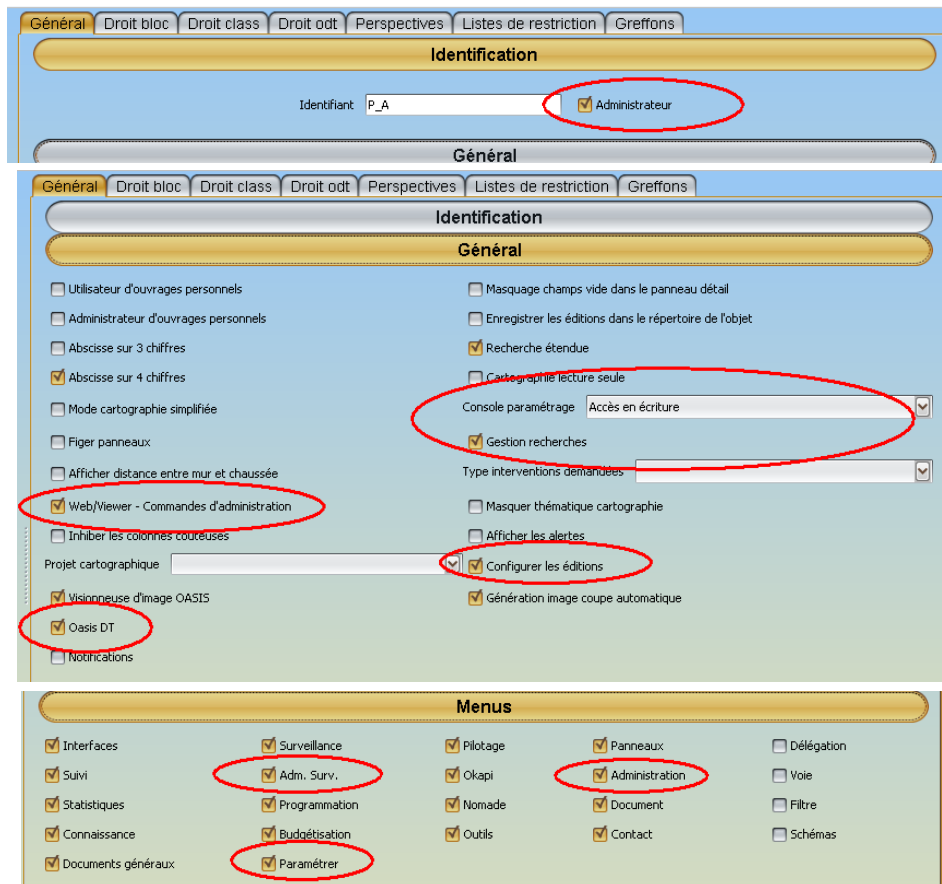 Général Droit bloc Droit class Droit odt Perspectives Listes de restriction Greffons
Identification
Identifiant P_A Administrateur
Général
Général Droit bloc Droit class Droit odt Perspectives Listes de restriction Greffons
Identification
Général
Utilisateur d'ouvrages personnels Masquage champs vide dans le panneau détail
Administrateur d'ouvrages personnels Enregistrer les éditions dans le répertoire de l'objet
Abscisse sur 3 chiffres Recherche étendue
Abscisse sur 4 chiffres Cartographie lecture seule
Mode cartographie simplifiée Console paramétrage Accès en écriture
Figer panneaux Gestion recherches
Afficher distance entre mur et chaussée Type interventions demandées
Web/Viewer - Commandes d'administration Masquer thématique cartographie
Inhiber les colonnes couteuses Afficher les alertes
Projet cartographique Configurer les éditions
Visionneuse d'image OASIS Génération image coupe automatique
Oasis DT
Notifications
Menus
Interfaces Surveillance Pilotage Panneaux Délégation
Suivi Adm. Surv. Okapi Administration Voie
Statistiques Programmation Nomade Document Filtre
Connaissance Budgétisation Outils Contact Schémas
Documents généraux Paramétrer